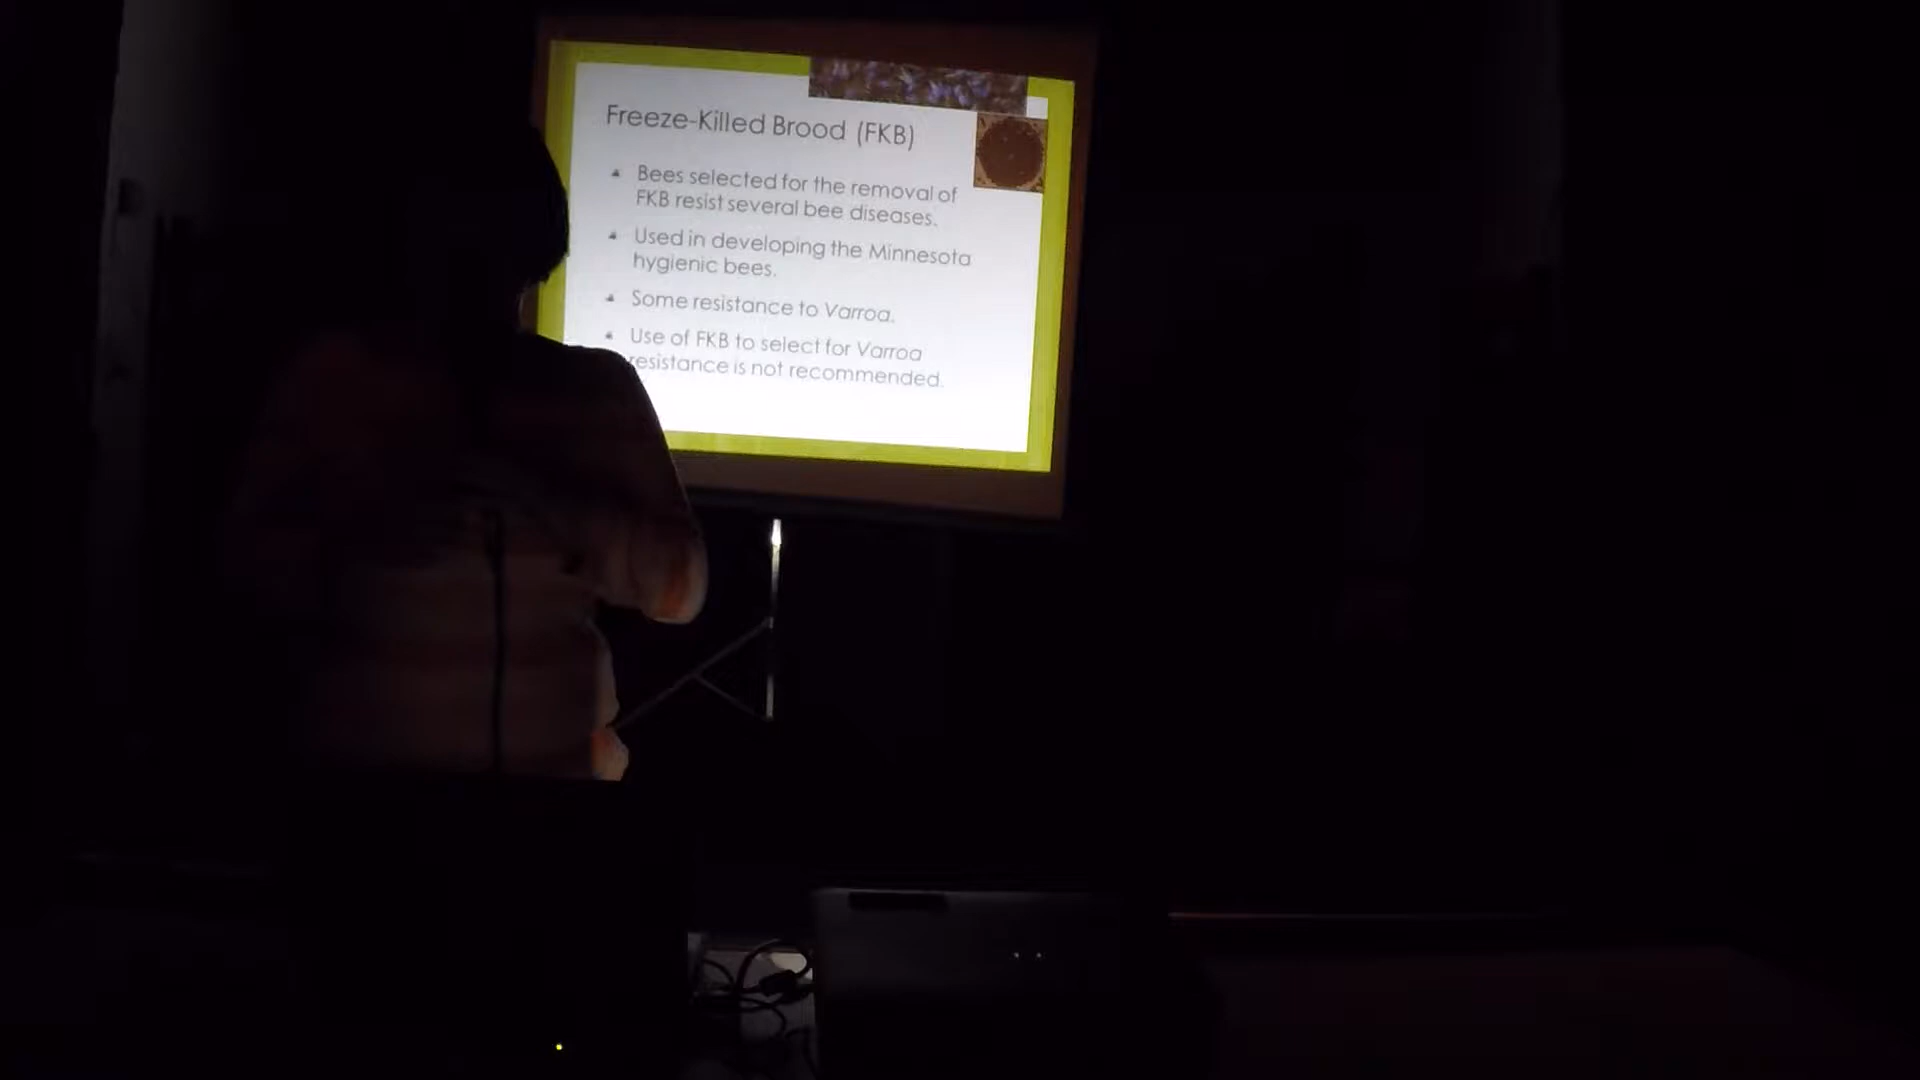 Freeze-Killed Brood (FKB)
Bees selected for the removal of
FKB resist several bee diseases.
Used in developing the Minnesota
hygienic bees.
Some resistance to Varroa.
Use of FKB to select for Varroa
resistance is not recommended.